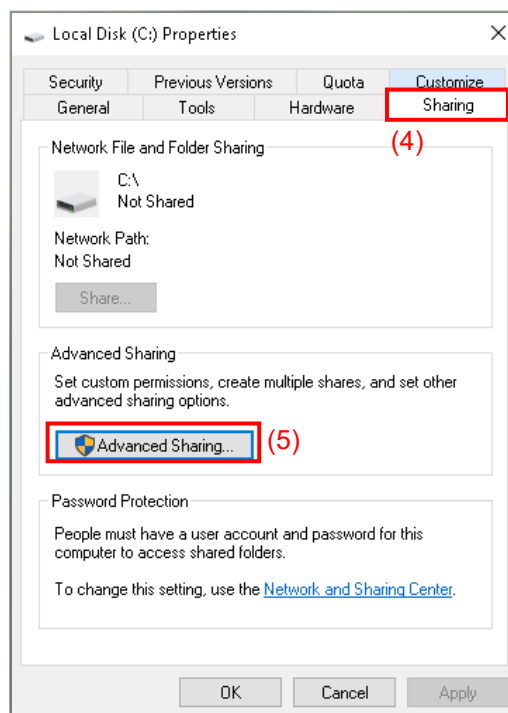 Local Disk (C:) Properties
Security Previous Versions Quota Customize
General Tools Hardware Sharing
(4)
Network File and Folder Sharing
C:\
Not Shared
Network Path:
Not Shared
Share...
Advanced Sharing
Set custom permissions, create multiple shares, and set other
advanced sharing options.
Advanced Sharing... (5)
Password Protection
People must have a user account and password for this
computer to access shared folders.
To change this setting, use the Network and Sharing Center.
OK Cancel Apply